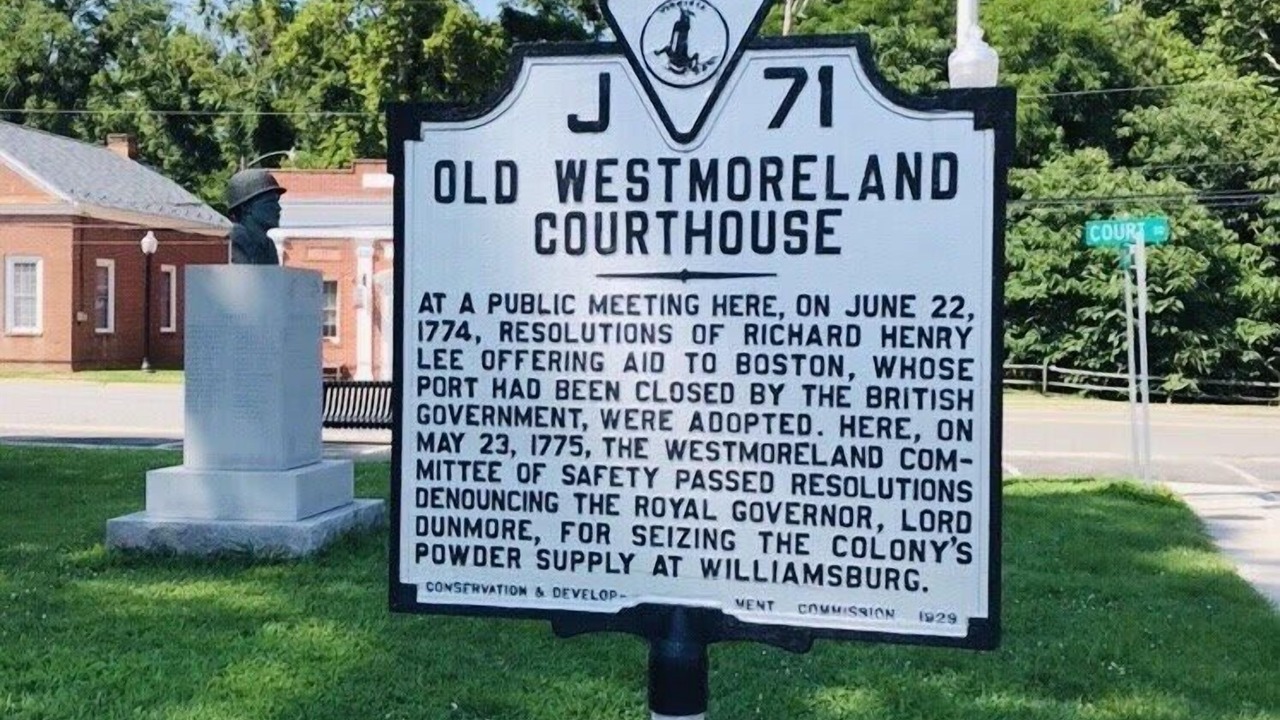 VIRGINIA
J 71
OLD WESTMORELAND
COURTHOUSE
AT A PUBLIC MEETING HERE, ON JUNE 22,
1774, RESOLUTIONS OF RICHARD HENRY
LEE OFFERING AID TO BOSTON, WHOSE
PORT HAD BEEN CLOSED BY THE BRITISH
GOVERNMENT, WERE ADOPTED. HERE, ON
MAY 23, 1775, THE WESTMORELAND COM-
MITTEE OF SAFETY PASSED RESOLUTIONS
DENOUNCING THE ROYAL GOVERNOR, LORD
DUNMORE, FOR SEIZING THE COLONY'S
POWDER SUPPLY AT WILLIAMSBURG.
CONSERVATION & DEVELOP- MENT COMMISSION 1929
COURT